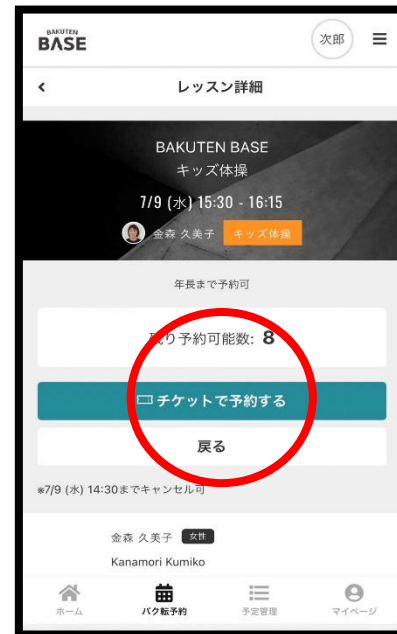 BAKUTEN
BASE
次郎
レッスン詳細
BAKUTEN BASE
キッズ体操
7/9 (水) 15:30 - 16:15
金森 久美子 キッズ体操
年長まで予約可
残り予約可能数: 8
チケットで予約する
戻る
※7/9 (水) 14:30までキャンセル可
金森 久美子 女性
Kanamori Kumiko
ホーム バク転予約 予定管理 マイページ